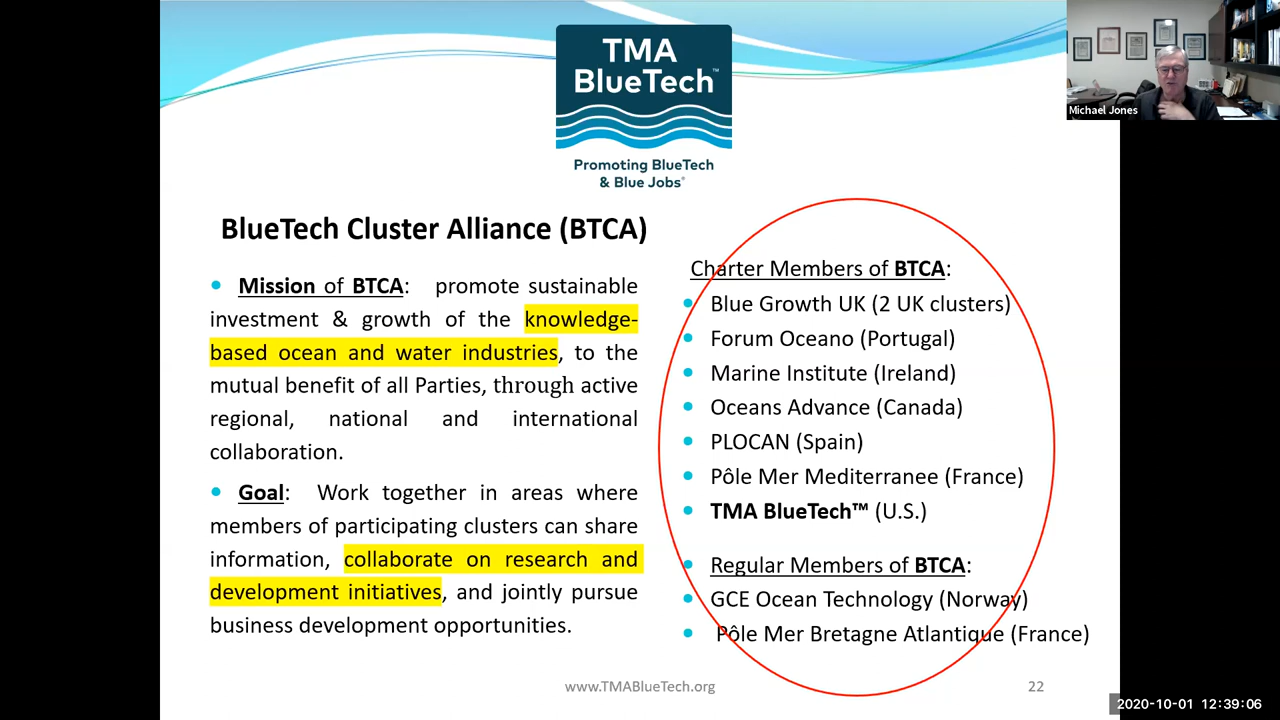 TMA
BlueTech™
Promoting BlueTech
& Blue Jobs®
Michael Jones
BlueTech Cluster Alliance (BTCA)
• Mission of BTCA: promote sustainable
investment & growth of the knowledge-
based ocean and water industries, to the
mutual benefit of all Parties, through active
regional, national and international
collaboration.
• Goal: Work together in areas where
members of participating clusters can share
information, collaborate on research and
development initiatives, and jointly pursue
business development opportunities.
Charter Members of BTCA:
• Blue Growth UK (2 UK clusters)
• Forum Oceano (Portugal)
• Marine Institute (Ireland)
• Oceans Advance (Canada)
• PLOCAN (Spain)
• Pôle Mer Mediterranee (France)
• TMA BlueTech™ (U.S.)
• Regular Members of BTCA:
• GCE Ocean Technology (Norway)
• Pôle Mer Bretagne Atlantique (France)
www.TMABlueTech.org
22
2020-10-01 12:39:06